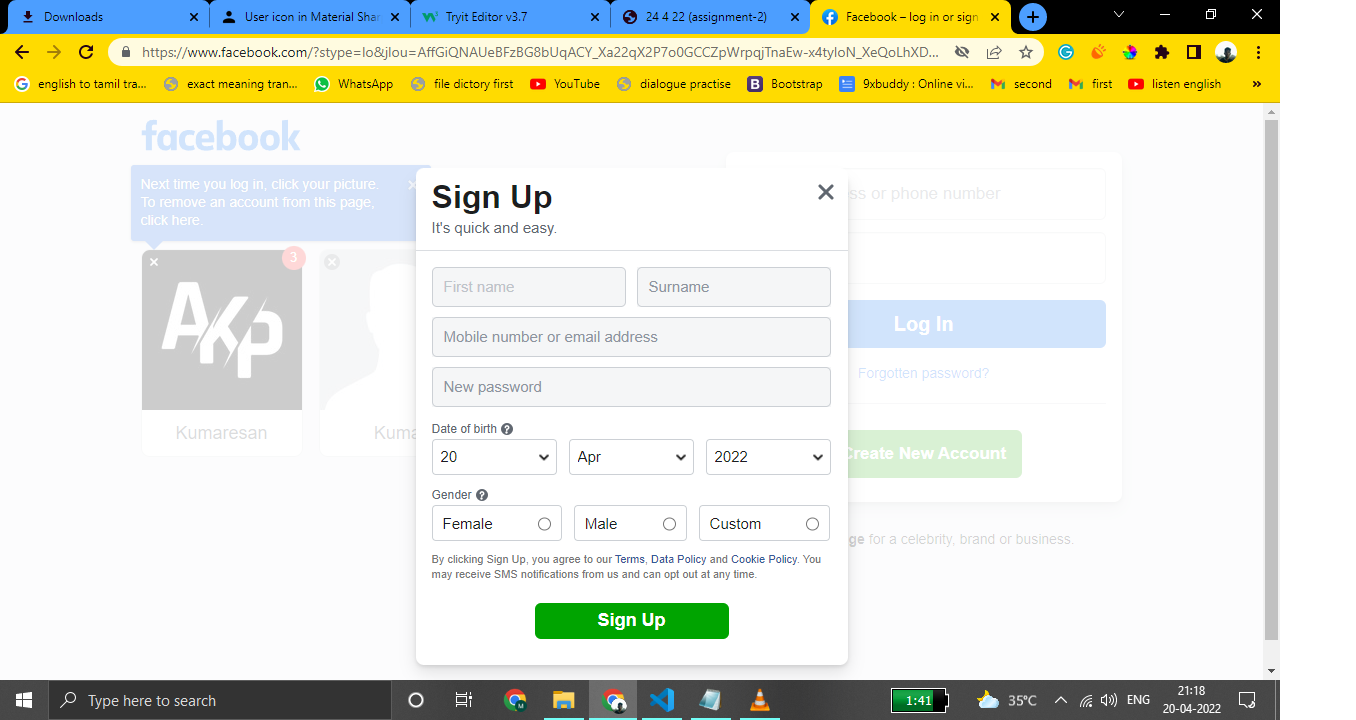 Downloads
User icon in Material Shar
Tryit Editor v3.7
24 4 22 (assignment-2)
Facebook – log in or sign
https://www.facebook.com/?stype=lo&jlou=AffGiQNAUeBFzBG8bUqACY_Xa22qX2P7o0GCCZpWrpqjTnaEw-x4tyloN_XeQoLhXD...
english to tamil tra...
exact meaning tran...
WhatsApp
file dictory first
YouTube
dialogue practise
Bootstrap
9xbuddy : Online vi...
second
first
listen english
facebook
Next time you log in, click your picture.
To remove an account from this page,
click here.
3
AKP
Kumaresan
Kuma
Sign Up
It's quick and easy.
First name
Surname
Mobile number or email address
New password
Date of birth
20
Apr
2022
Gender
Female
Male
Custom
By clicking Sign Up, you agree to our Terms, Data Policy and Cookie Policy. You
may receive SMS notifications from us and can opt out at any time.
Sign Up
ss or phone number
Log In
Forgotten password?
Create New Account
ge for a celebrity, brand or business.
Type here to search
1:41
35°C
ENG
21:18
20-04-2022